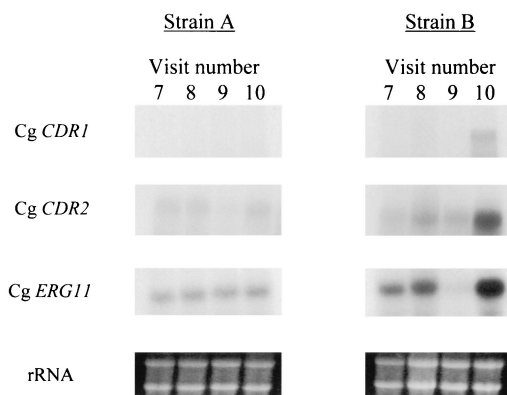 Strain A Strain B
Visit number Visit number
7 8 9 10 7 8 9 10
Cg CDR1
Cg CDR2
Cg ERG11
rRNA